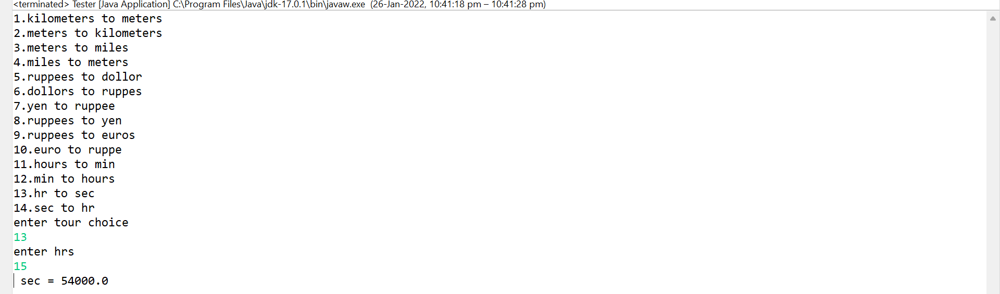 <terminated> Tester [Java Application] C:\Program Files\Java\jdk-17.0.1\bin\javaw.exe (26-Jan-2022, 10:41:18 pm – 10:41:28 pm)
1.kilometers to meters
2.meters to kilometers
3.meters to miles
4.miles to meters
5.ruppees to dollor
6.dollors to ruppes
7.yen to ruppee
8.ruppees to yen
9.ruppees to euros
10.euro to ruppe
11.hours to min
12.min to hours
13.hr to sec
14.sec to hr
enter tour choice
13
enter hrs
15
 sec = 54000.0